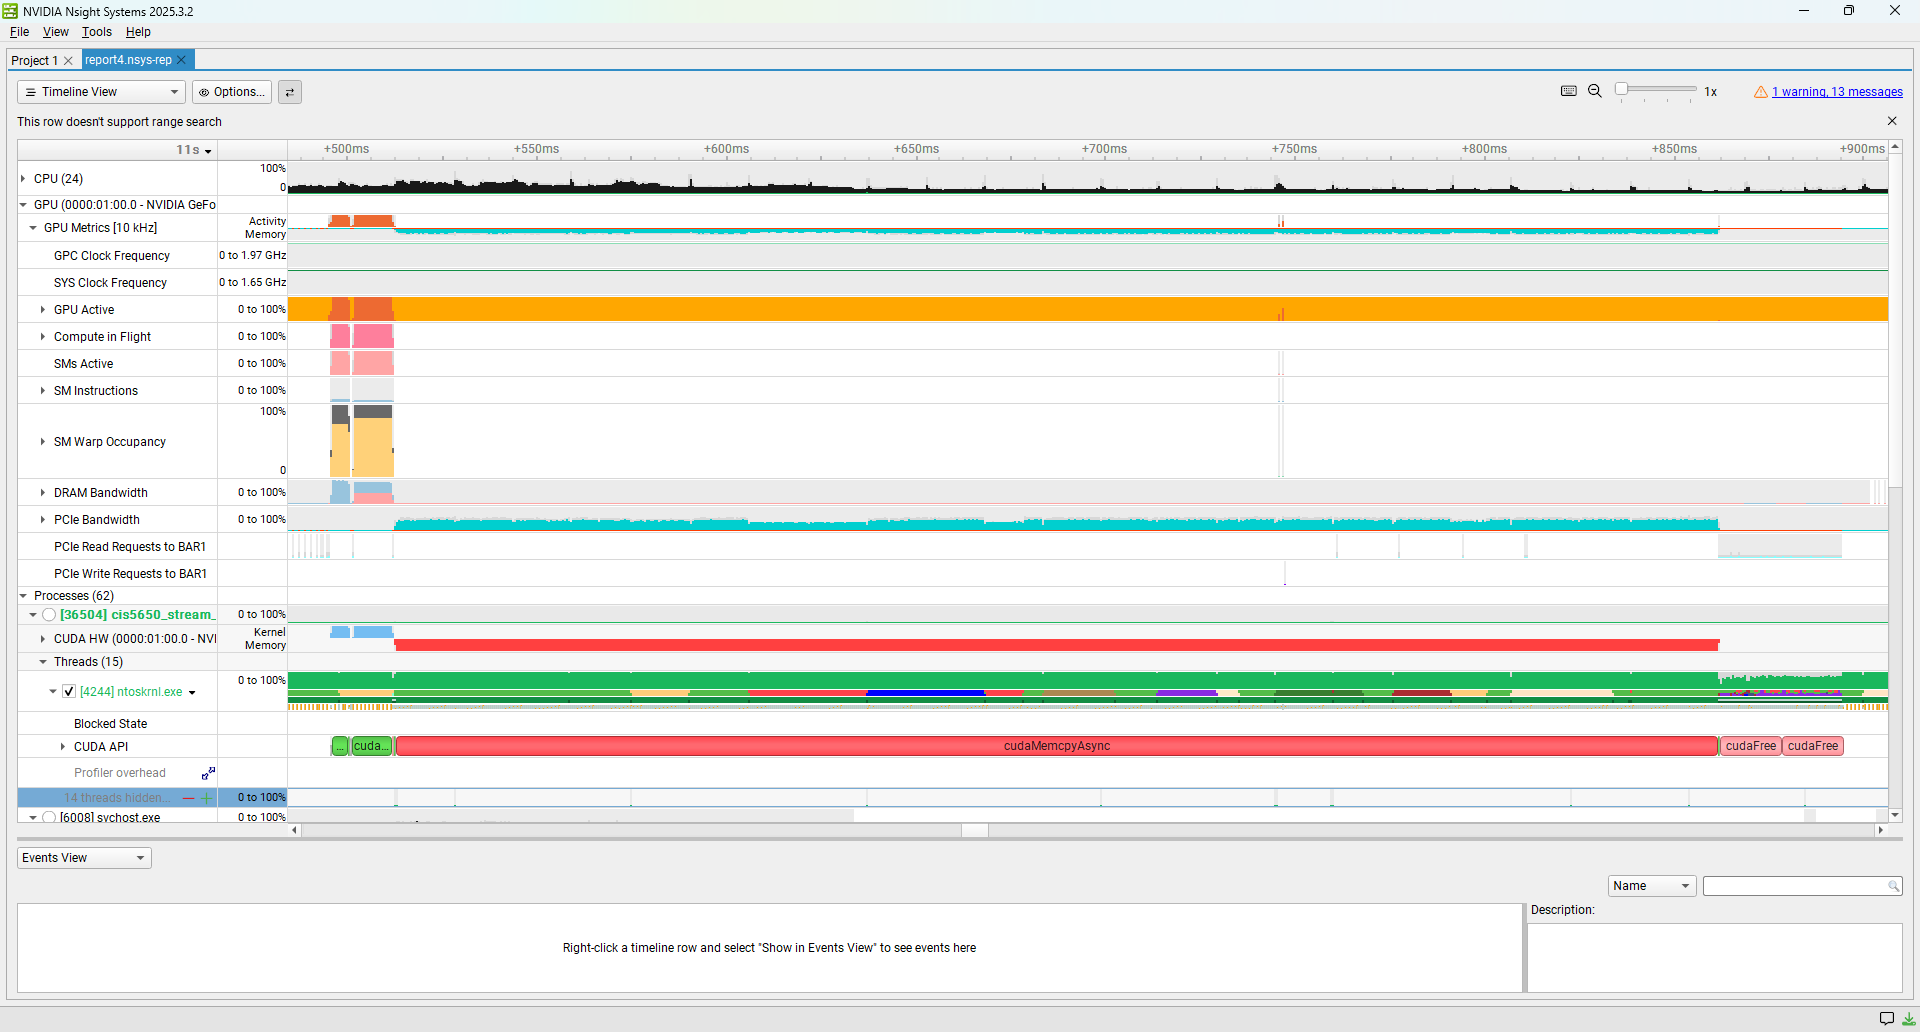 NVIDIA Nsight Systems 2025.3.2
File View Tools Help
Project 1 report4.nsys-rep
Timeline View Options... 1x 1 warning, 13 messages
This row doesn't support range search
11s +500ms +550ms +600ms +650ms +700ms +750ms +800ms +850ms +900ms
CPU (24) 100% 0
GPU (0000:01:00.0 - NVIDIA GeFo
GPU Metrics [10 kHz] Activity Memory
GPC Clock Frequency 0 to 1.97 GHz
SYS Clock Frequency 0 to 1.65 GHz
GPU Active 0 to 100%
Compute in Flight 0 to 100%
SMs Active 0 to 100%
SM Instructions 0 to 100%
SM Warp Occupancy 100% 0
DRAM Bandwidth 0 to 100%
PCIe Bandwidth 0 to 100%
PCIe Read Requests to BAR1
PCIe Write Requests to BAR1
Processes (62)
[36504] cis5650_stream_ 0 to 100%
CUDA HW (0000:01:00.0 - NVI Kernel Memory
Threads (15)
[4244] ntoskrnl.exe 0 to 100%
Blocked State
CUDA API ... cuda... cudaMemcpyAsync cudaFree cudaFree
Profiler overhead
14 threads hidden... 0 to 100%
[6008] svchost.exe 0 to 100%
Events View
Name
Description:
Right-click a timeline row and select "Show in Events View" to see events here